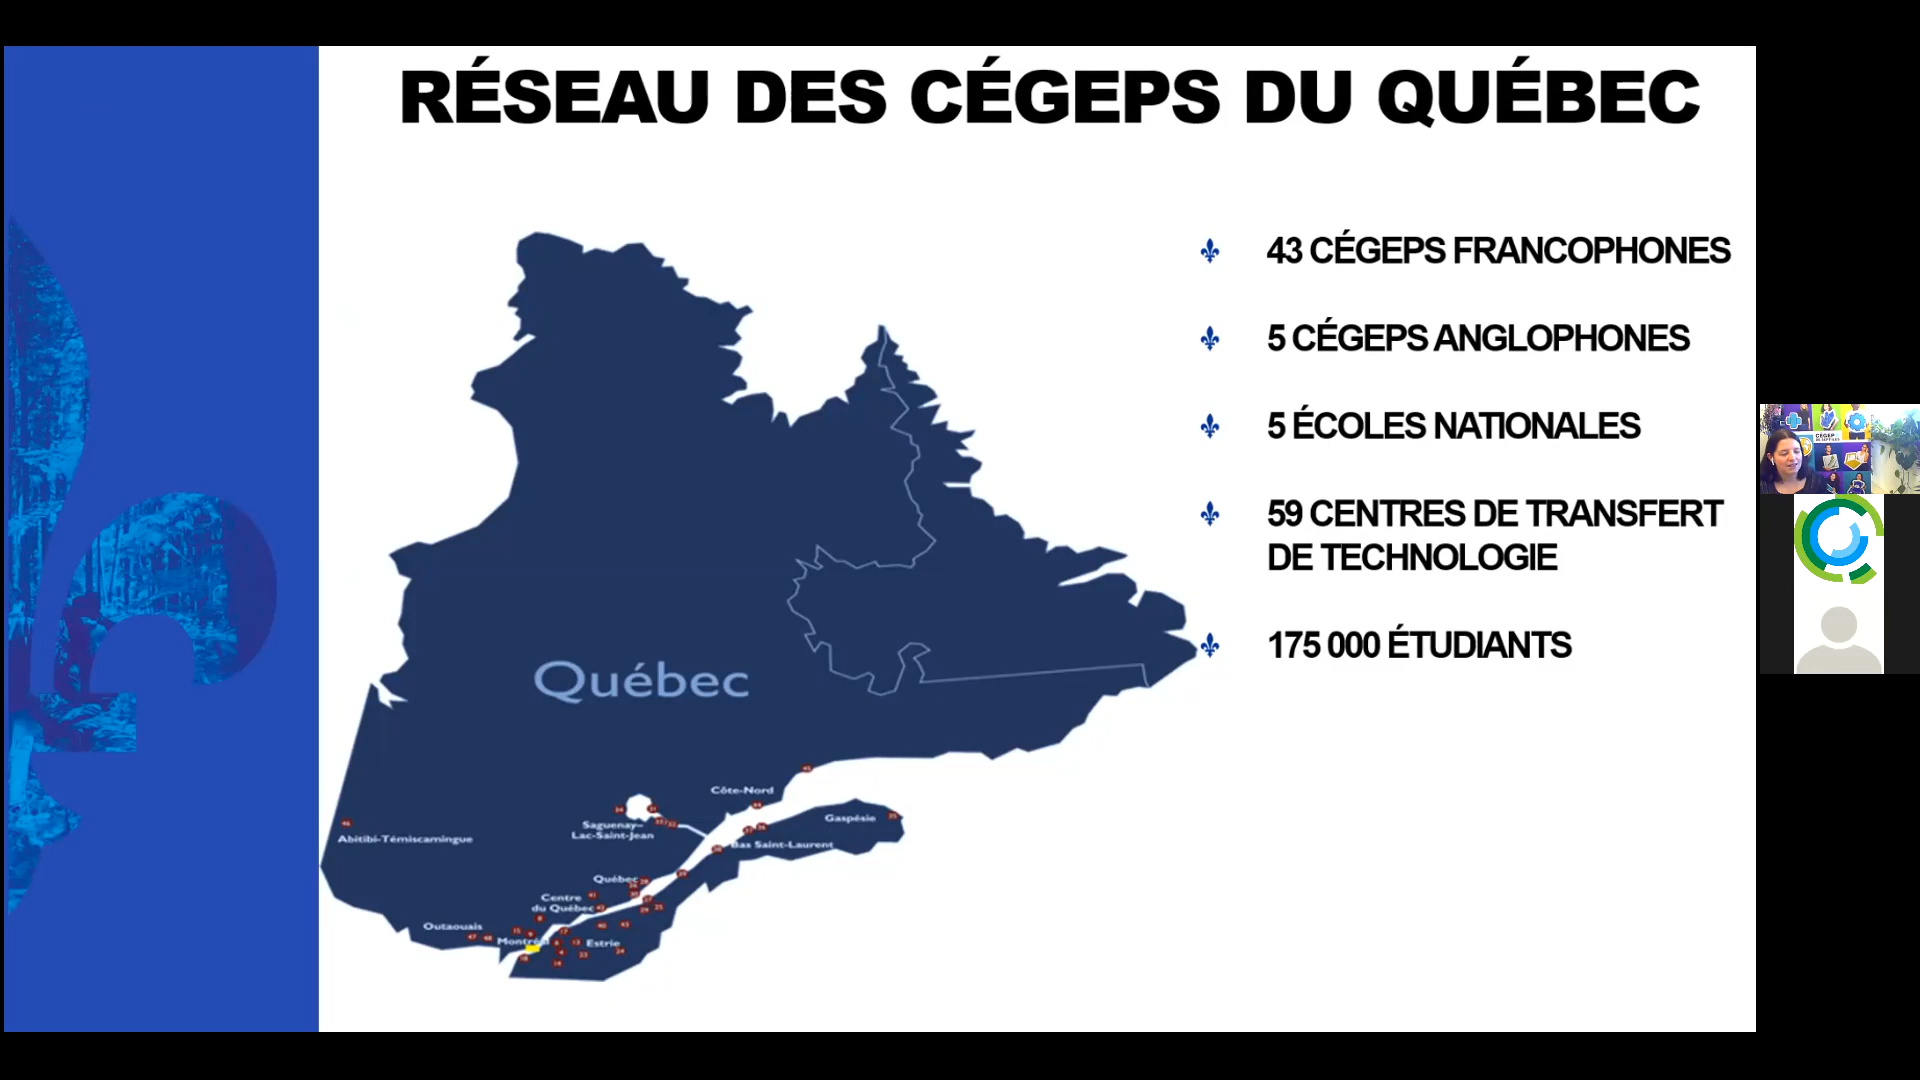 RÉSEAU DES CÉGEPS DU QUÉBEC
43 CÉGEPS FRANCOPHONES
5 CÉGEPS ANGLOPHONES
5 ÉCOLES NATIONALES
59 CENTRES DE TRANSFERT
DE TECHNOLOGIE
175 000 ÉTUDIANTS
Québec
Côte-Nord
Saguenay–
Lac-Saint-Jean
Gaspésie
Abitibi-Témiscamingue
Bas Saint-Laurent
Québec
Centre
du Québec
Outaouais
Montréal
Estrie
CÉGEP